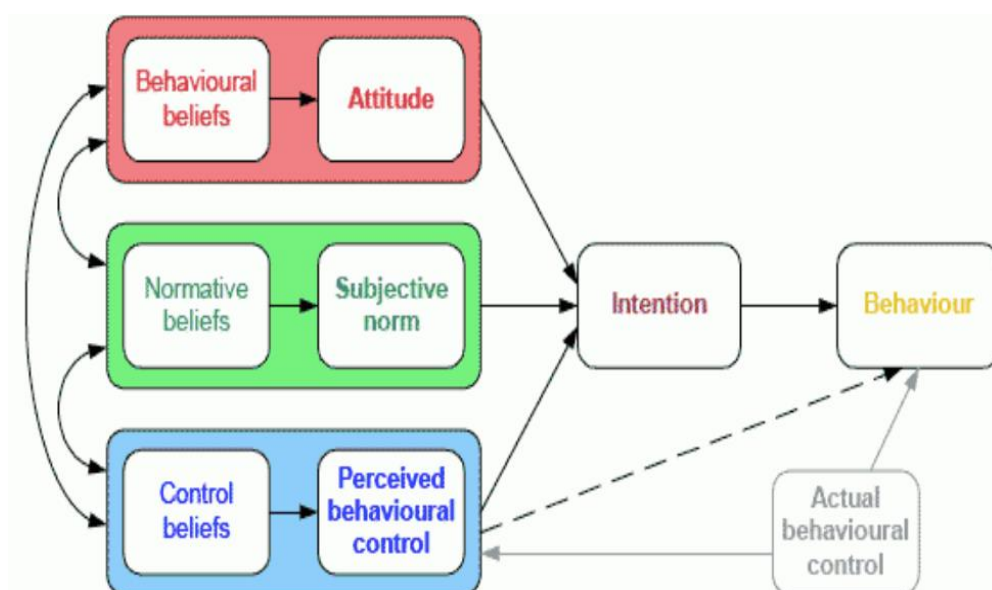 Behavioural
beliefs
Attitude
Normative
beliefs
Subjective
norm
Intention
Behaviour
Control
beliefs
Perceived
behavioural
control
Actual
behavioural
control